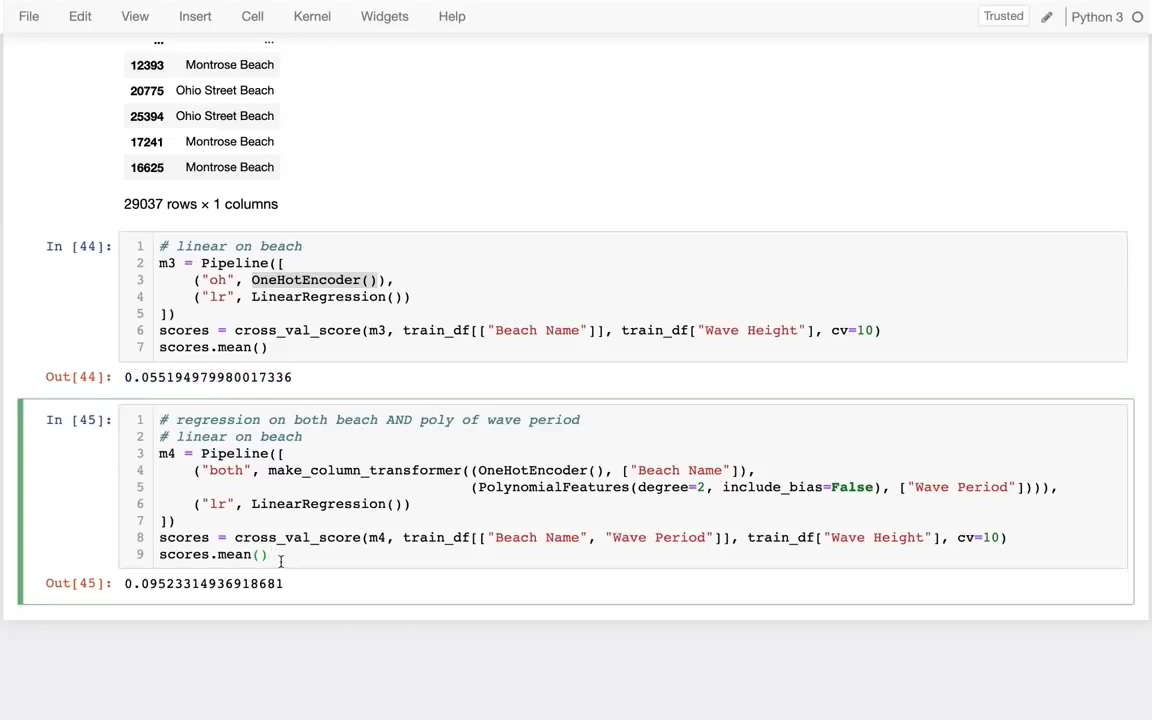 File Edit View Insert Cell Kernel Widgets Help Trusted Python 3
... ...
12393 Montrose Beach
20775 Ohio Street Beach
25394 Ohio Street Beach
17241 Montrose Beach
16625 Montrose Beach
29037 rows × 1 columns
In [44]:
1 # linear on beach
2 m3 = Pipeline([
3     ("oh", OneHotEncoder()),
4     ("lr", LinearRegression())
5 ])
6 scores = cross_val_score(m3, train_df[["Beach Name"]], train_df["Wave Height"], cv=10)
7 scores.mean()
Out[44]: 0.055194979980017336
In [45]:
1 # regression on both beach AND poly of wave period
2 # linear on beach
3 m4 = Pipeline([
4     ("both", make_column_transformer((OneHotEncoder(), ["Beach Name"]),
5                                      (PolynomialFeatures(degree=2, include_bias=False), ["Wave Period"]))),
6     ("lr", LinearRegression())
7 ])
8 scores = cross_val_score(m4, train_df[["Beach Name", "Wave Period"]], train_df["Wave Height"], cv=10)
9 scores.mean()
Out[45]: 0.09523314936918681